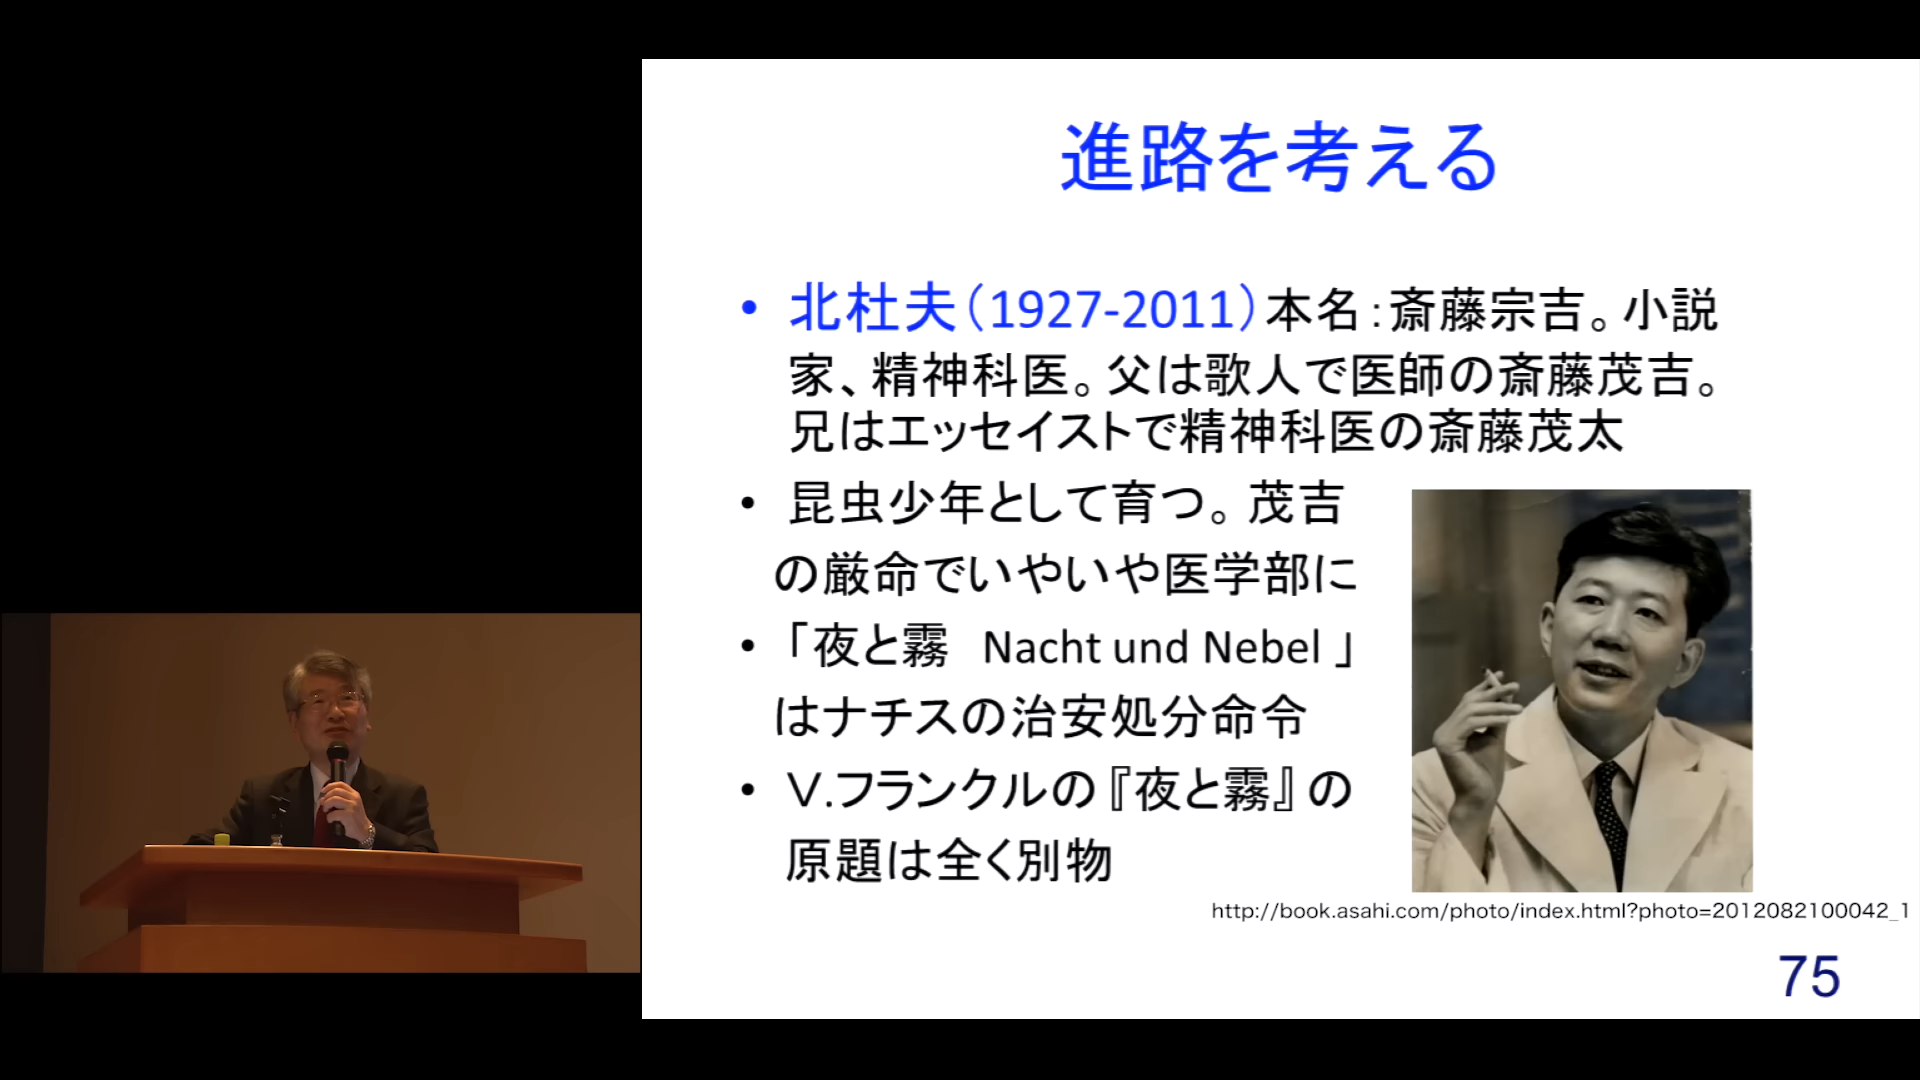 進路を考える
• 北杜夫（1927-2011）本名：斎藤宗吉。小説
家、精神科医。父は歌人で医師の斎藤茂吉。
兄はエッセイストで精神科医の斎藤茂太
• 昆虫少年として育つ。茂吉
の厳命でいやいや医学部に
• 「夜と霧　Nacht und Nebel 」
はナチスの治安処分命令
• V.フランクルの『夜と霧』の
原題は全く別物
http://book.asahi.com/photo/index.html?photo=2012082100042_1
75